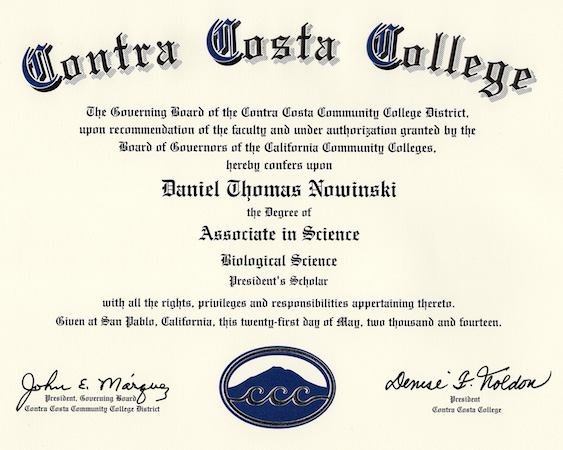 Contra Costa College
The Governing Board of the Contra Costa Community College District,
upon recommendation of the faculty and under authorization granted by the
Board of Governors of the California Community Colleges,
hereby confers upon
Daniel Thomas Nowinski
the Degree of
Associate in Science
Biological Science
President's Scholar
with all the rights, privileges and responsibilities appertaining thereto.
Given at San Pablo, California, this twenty-first day of May, two thousand and fourteen.
John E. Márquez
President, Governing Board
Contra Costa Community College District
ccc
Denise F. Noldon
President
Contra Costa College